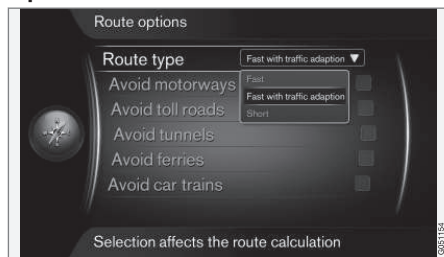 Route options
Route type Fast with traffic adaption
Fast
Avoid motorways
Fast with traffic adaption
Avoid toll roads
Short
Avoid tunnels
Avoid ferries
Avoid car trains
Selection affects the route calculation
G051154